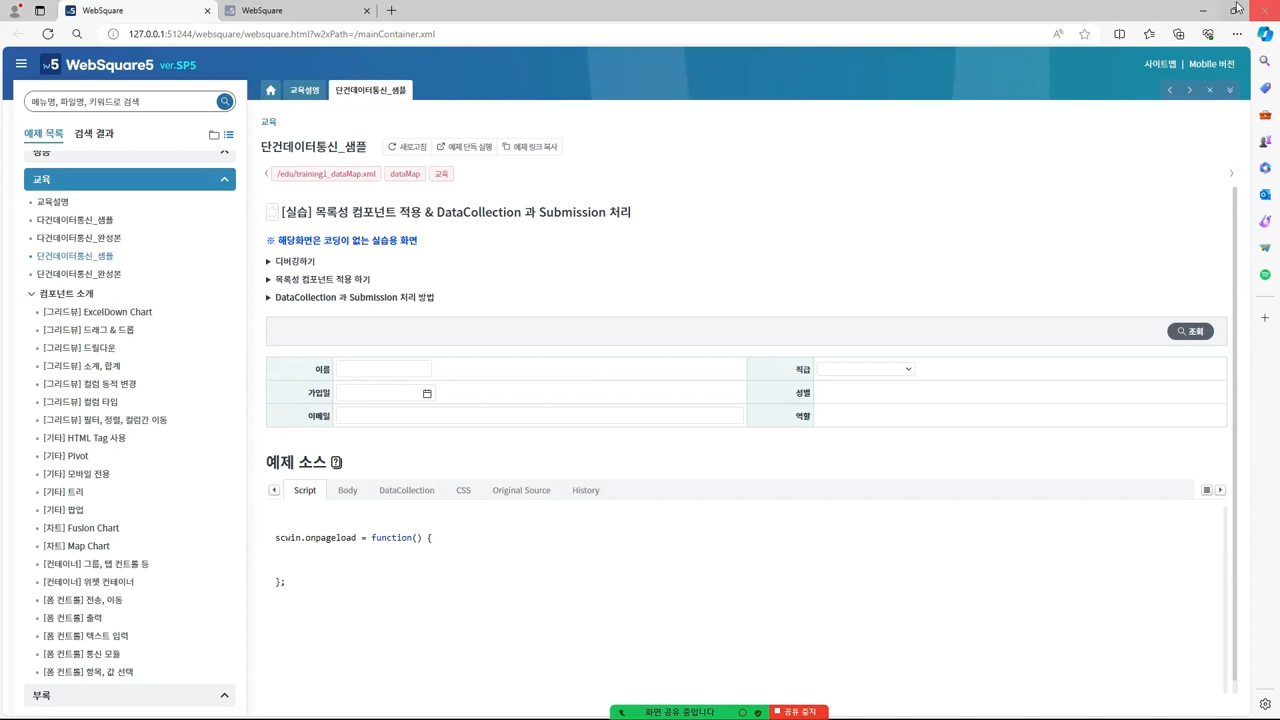 WebSquare
WebSquare
127.0.0.1:51244/websquare/websquare.html?w2xPath=/mainContainer.xml
WebSquare5 ver.SP5
사이트맵 | Mobile 버전
메뉴명, 파일명, 키워드로 검색
교육설명
단건데이터통신_샘플
예제 목록 검색 결과
교육
교육설명
다건데이터통신_샘플
다건데이터통신_완성본
단건데이터통신_샘플
단건데이터통신_완성본
컴포넌트 소개
[그리드뷰] ExcelDown Chart
[그리드뷰] 드래그 & 드롭
[그리드뷰] 드릴다운
[그리드뷰] 소계, 합계
[그리드뷰] 컬럼 동적 변경
[그리드뷰] 컬럼 타입
[그리드뷰] 필터, 정렬, 컬럼간 이동
[기타] HTML Tag 사용
[기타] Pivot
[기타] 모바일 전용
[기타] 트리
[기타] 팝업
[차트] Fusion Chart
[차트] Map Chart
[컨테이너] 그룹, 탭 컨트롤 등
[컨테이너] 위젯 컨테이너
[폼 컨트롤] 전송, 이동
[폼 컨트롤] 출력
[폼 컨트롤] 텍스트 입력
[폼 컨트롤] 통신 모듈
[폼 컨트롤] 항목, 값 선택
부록
교육
단건데이터통신_샘플 새로고침 예제 단독 실행 예제 링크 복사
/edu/training1_dataMap.xml dataMap 교육
[실습] 목록성 컴포넌트 적용 & DataCollection 과 Submission 처리
※ 해당화면은 코딩이 없는 실습용 화면
▶ 디버깅하기
▶ 목록성 컴포넌트 적용 하기
▶ DataCollection 과 Submission 처리 방법
조회
이름 직급
가입일 성별
이메일 역할
예제 소스
Script Body DataCollection CSS Original Source History
scwin.onpageload = function() {
};
화면 공유 중입니다 공유 중지